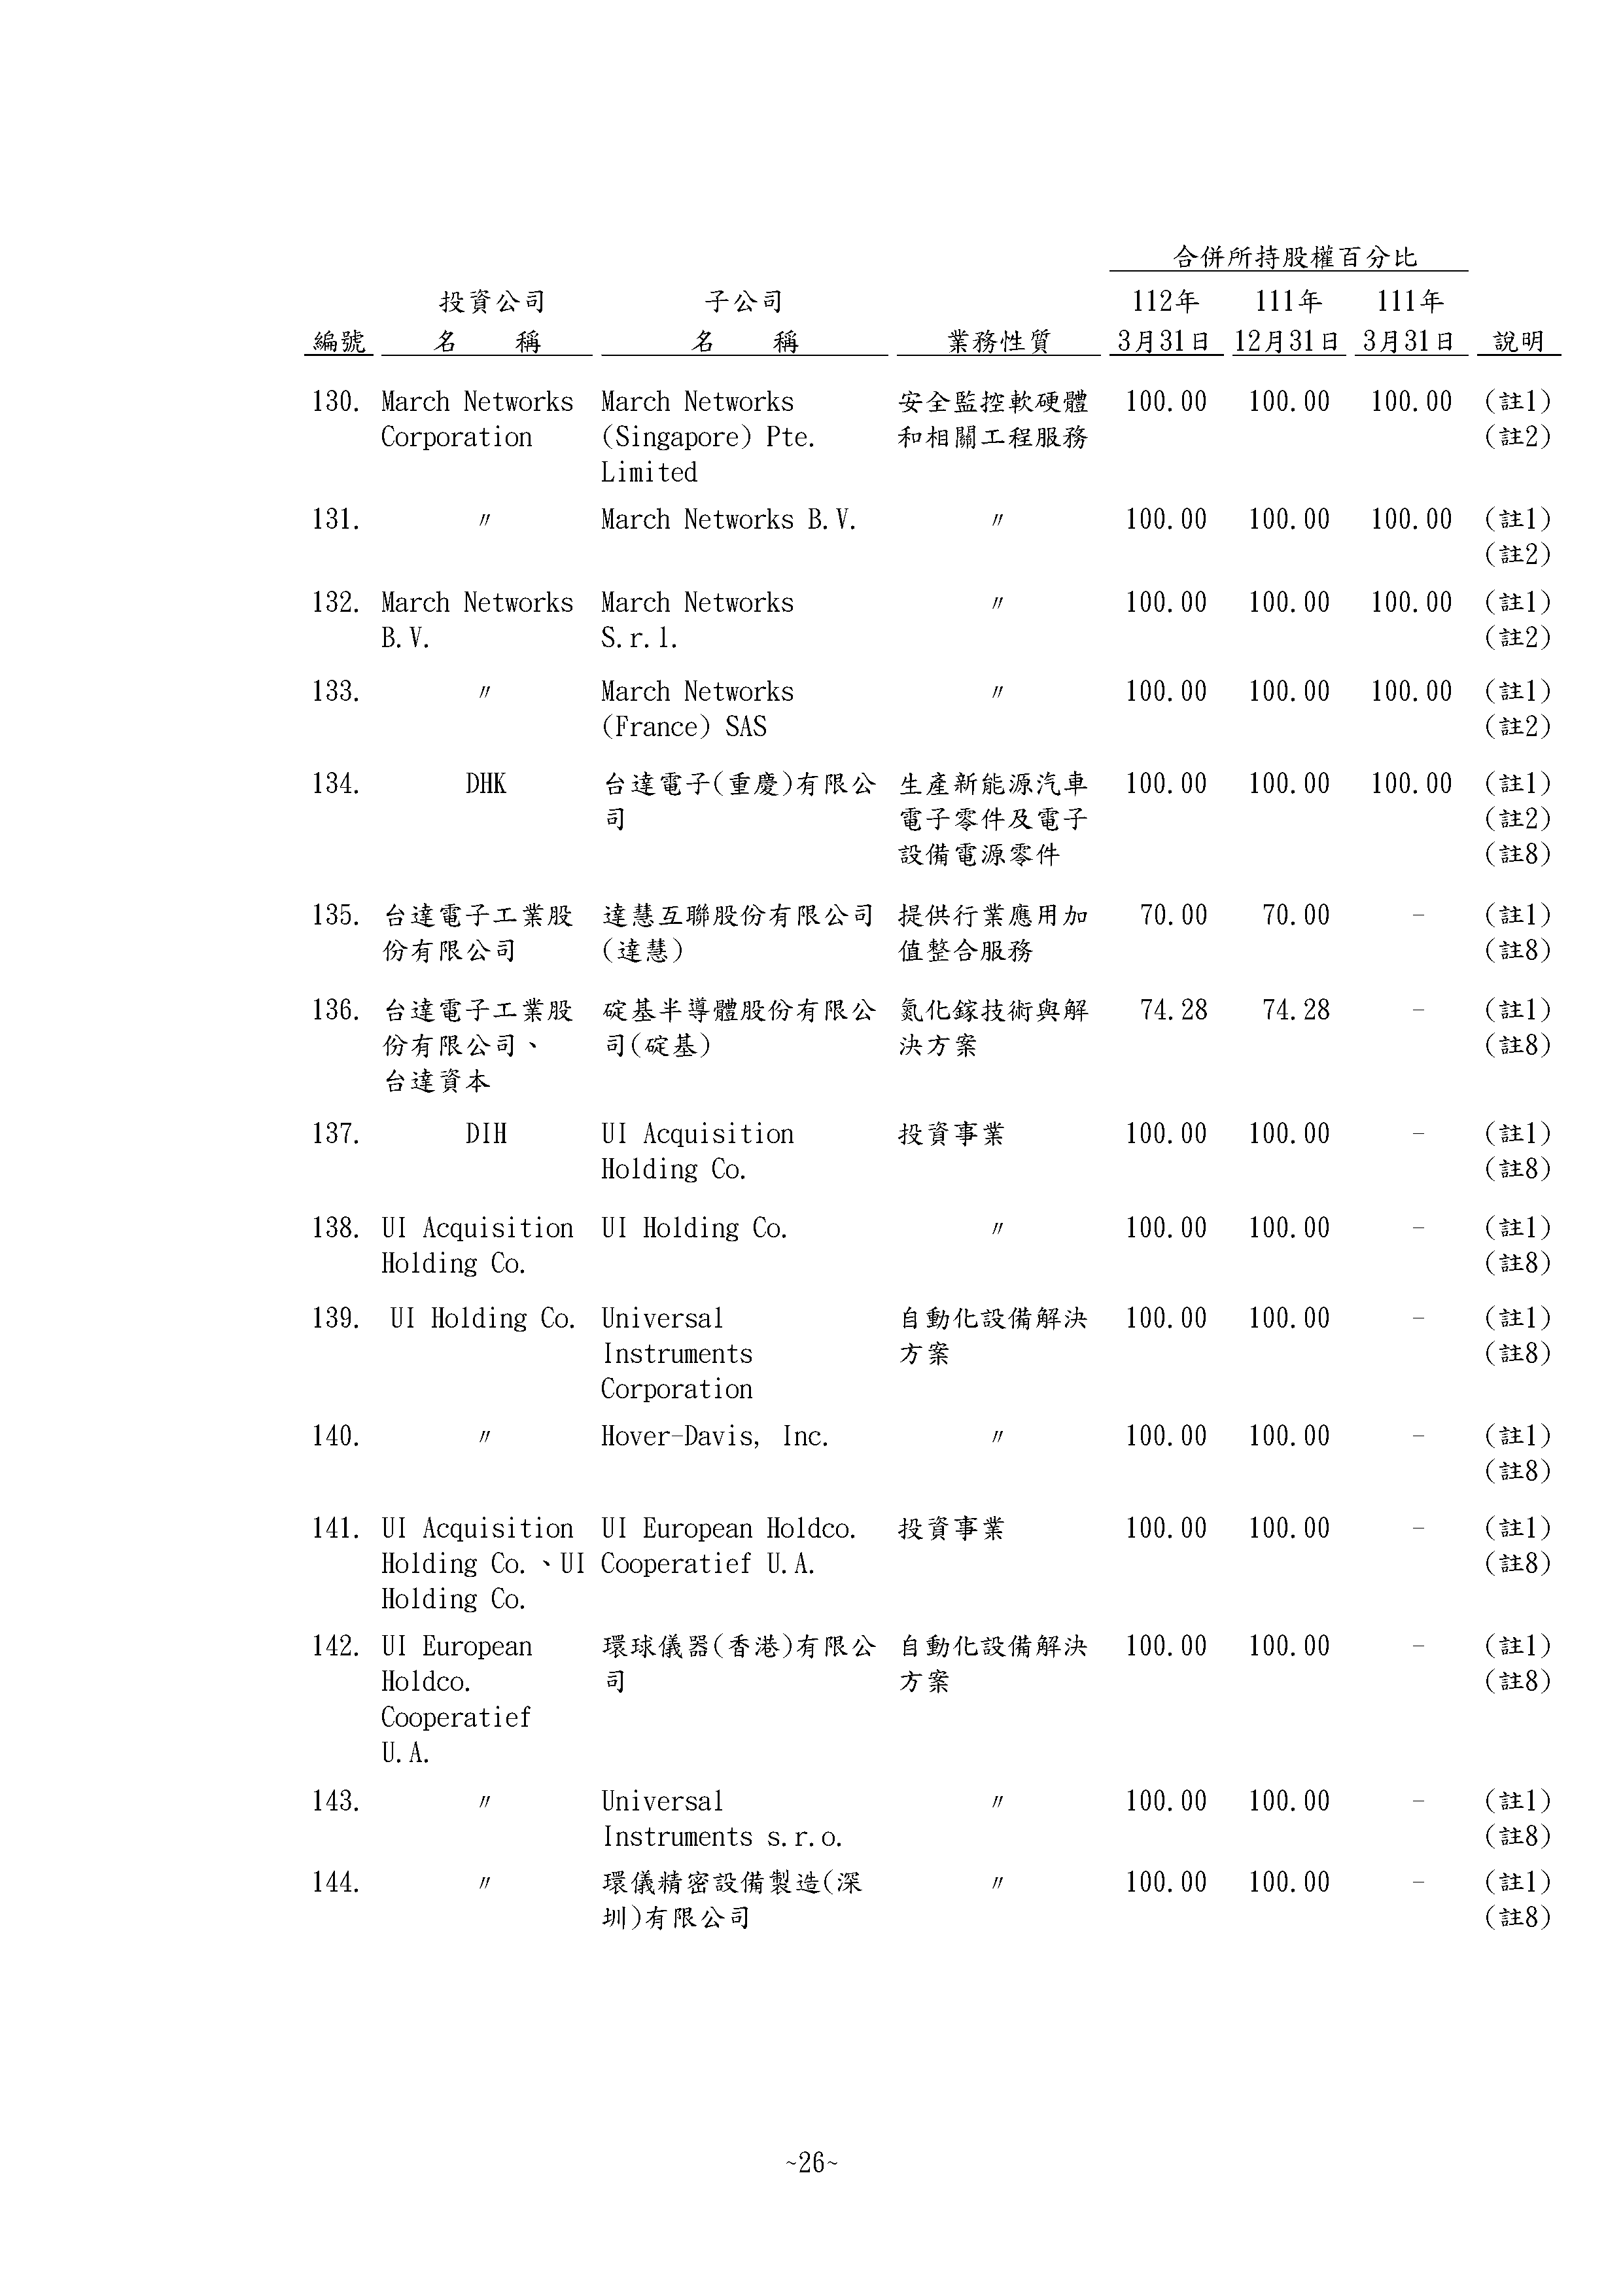 合併所持股權百分比
投資公司 子公司 112年 111年 111年
編號 名 稱 名 稱 業務性質 3月31日 12月31日 3月31日 說明
130. March Networks March Networks 安全監控軟硬體 100.00 100.00 100.00 (註1)
Corporation (Singapore) Pte. 和相關工程服務 (註2)
Limited
131. 〃 March Networks B.V. 〃 100.00 100.00 100.00 (註1)
(註2)
132. March Networks March Networks 〃 100.00 100.00 100.00 (註1)
B.V. S.r.l. (註2)
133. 〃 March Networks 〃 100.00 100.00 100.00 (註1)
(France) SAS (註2)
134. DHK 台達電子(重慶)有限公 生產新能源汽車 100.00 100.00 100.00 (註1)
司 電子零件及電子 (註2)
設備電源零件 (註8)
135. 台達電子工業股 達慧互聯股份有限公司 提供行業應用加 70.00 70.00 - (註1)
份有限公司 (達慧) 值整合服務 (註8)
136. 台達電子工業股 碇基半導體股份有限公 氮化鎵技術與解 74.28 74.28 - (註1)
份有限公司、 司(碇基) 決方案 (註8)
台達資本
137. DIH UI Acquisition 投資事業 100.00 100.00 - (註1)
Holding Co. (註8)
138. UI Acquisition UI Holding Co. 〃 100.00 100.00 - (註1)
Holding Co. (註8)
139. UI Holding Co. Universal 自動化設備解決 100.00 100.00 - (註1)
Instruments 方案 (註8)
Corporation
140. 〃 Hover-Davis, Inc. 〃 100.00 100.00 - (註1)
(註8)
141. UI Acquisition UI European Holdco. 投資事業 100.00 100.00 - (註1)
Holding Co.、UI Cooperatief U.A. (註8)
Holding Co.
142. UI European 環球儀器(香港)有限公 自動化設備解決 100.00 100.00 - (註1)
Holdco. 司 方案 (註8)
Cooperatief
U.A.
143. 〃 Universal 〃 100.00 100.00 - (註1)
Instruments s.r.o. (註8)
144. 〃 環儀精密設備製造(深 〃 100.00 100.00 - (註1)
圳)有限公司 (註8)
~26~